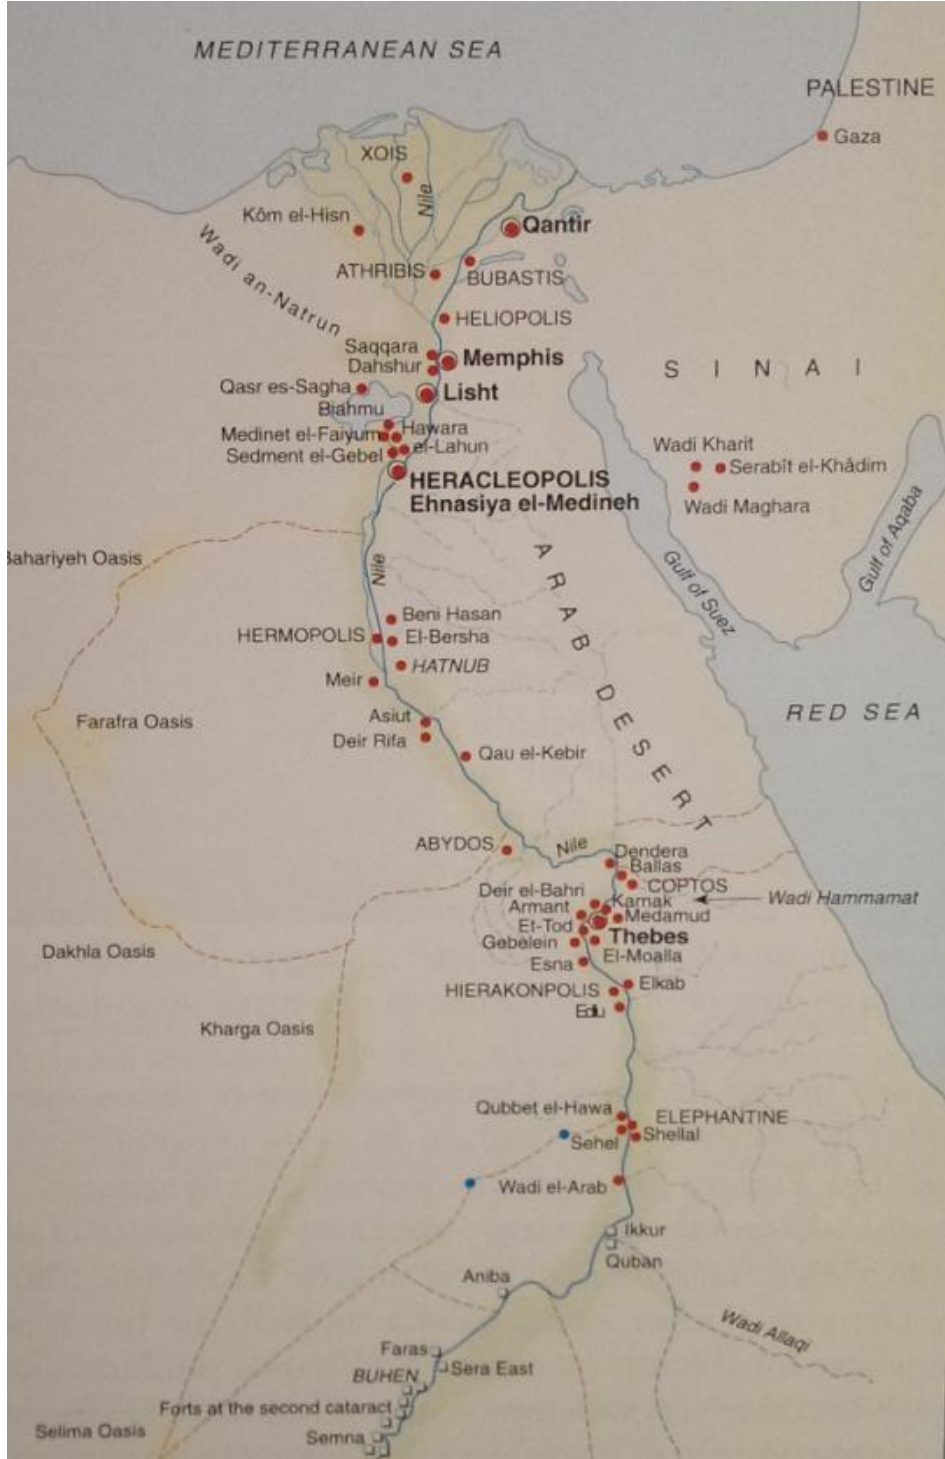 MEDITERRANEAN SEA
PALESTINE
Gaza
XOIS
Nile
Kôm el-Hisn
Qantir
Wadi an-Natrun
ATHRIBIS
BUBASTIS
HELIOPOLIS
Saqqara
Memphis
Dahshur
SINAI
Qasr es-Sagha
Lisht
Biahmu
Hawara
Medinet el-Faiyum
el-Lahun
Sedment el-Gebel
Wadi Kharit
Serabît el-Khâdim
Wadi Maghara
HERACLEOPOLIS
Ehnasiya el-Medineh
Gulf of Suez
Gulf of Aqaba
ARAB DESERT
Bahariyeh Oasis
Nile
Beni Hasan
HERMOPOLIS
El-Bersha
HATNUB
Meir
RED SEA
Farafra Oasis
Asiut
Deir Rifa
Qau el-Kebir
ABYDOS
Nile
Dendera
Ballas
COPTOS
Deir el-Bahri
Karnak
Wadi Hammamat
Armant
Medamud
Et-Tod
Thebes
Gebelein
El-Moalla
Esna
Dakhla Oasis
Elkab
HIERAKONPOLIS
Edfu
Kharga Oasis
Qubbet el-Hawa
ELEPHANTINE
Sehel
Shellal
Wadi el-Arab
Ikkur
Quban
Aniba
Wadi Allaqi
Faras
Sera East
BUHEN
Forts at the second cataract
Selima Oasis
Semna